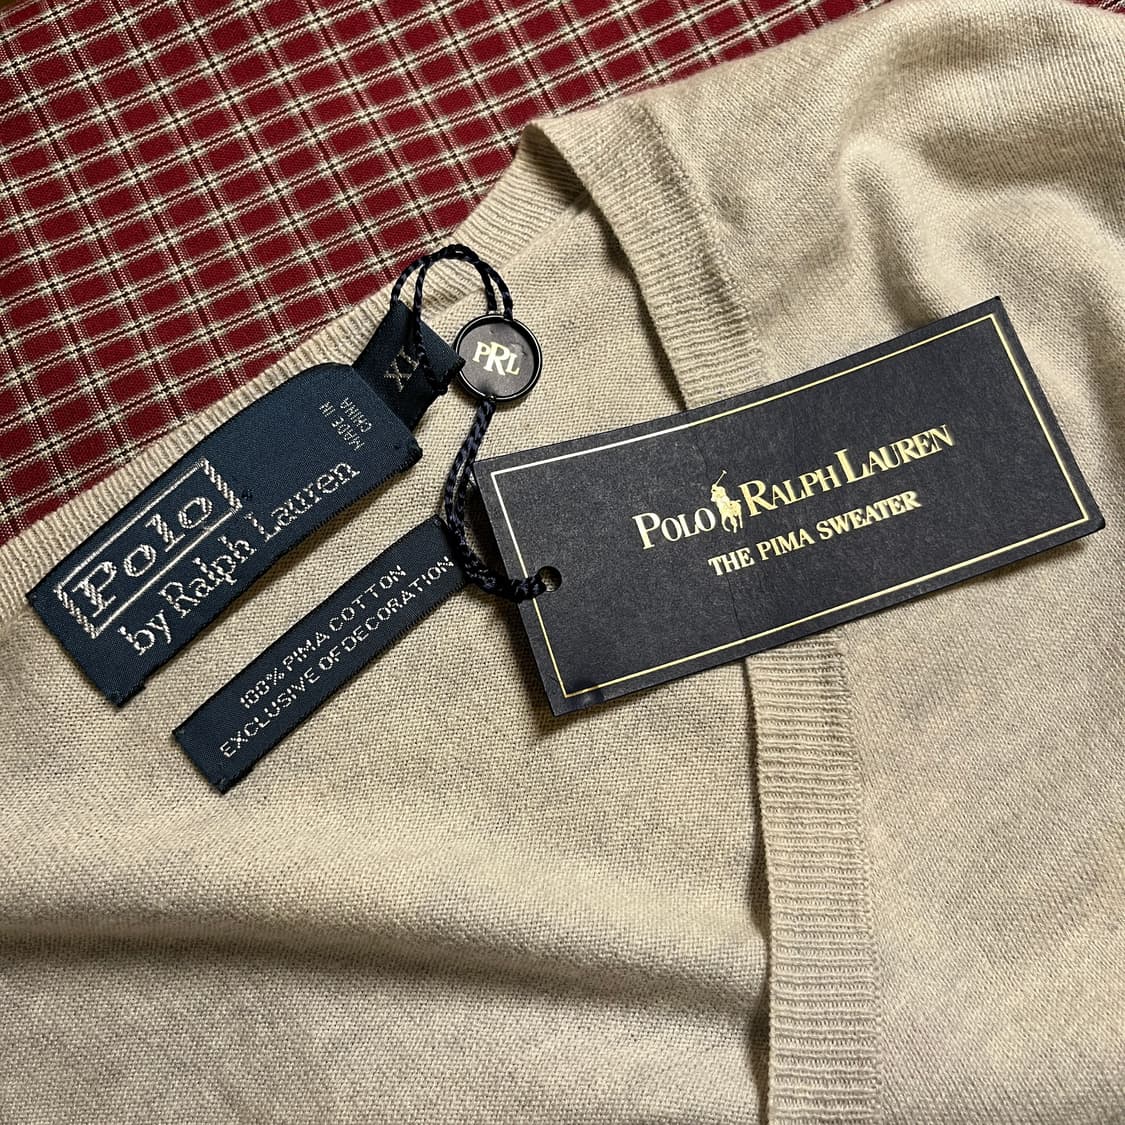 XL
MADE IN
CHINA
Polo
by Ralph Lauren
100% PIMA COTTON
EXCLUSIVE OF DECORATION
PRL
POLO RALPH LAUREN
THE PIMA SWEATER